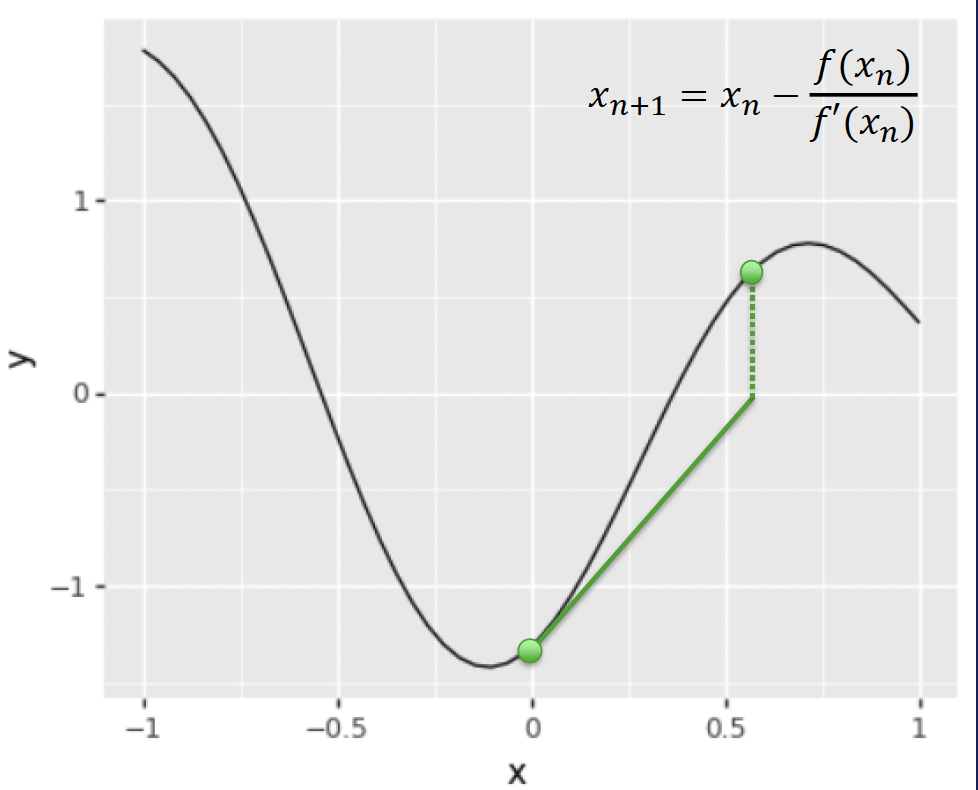 x_{n+1} = x_n − f(x_n) / f′(x_n)
1
0
−1
y
−1 −0.5 0 0.5 1
x